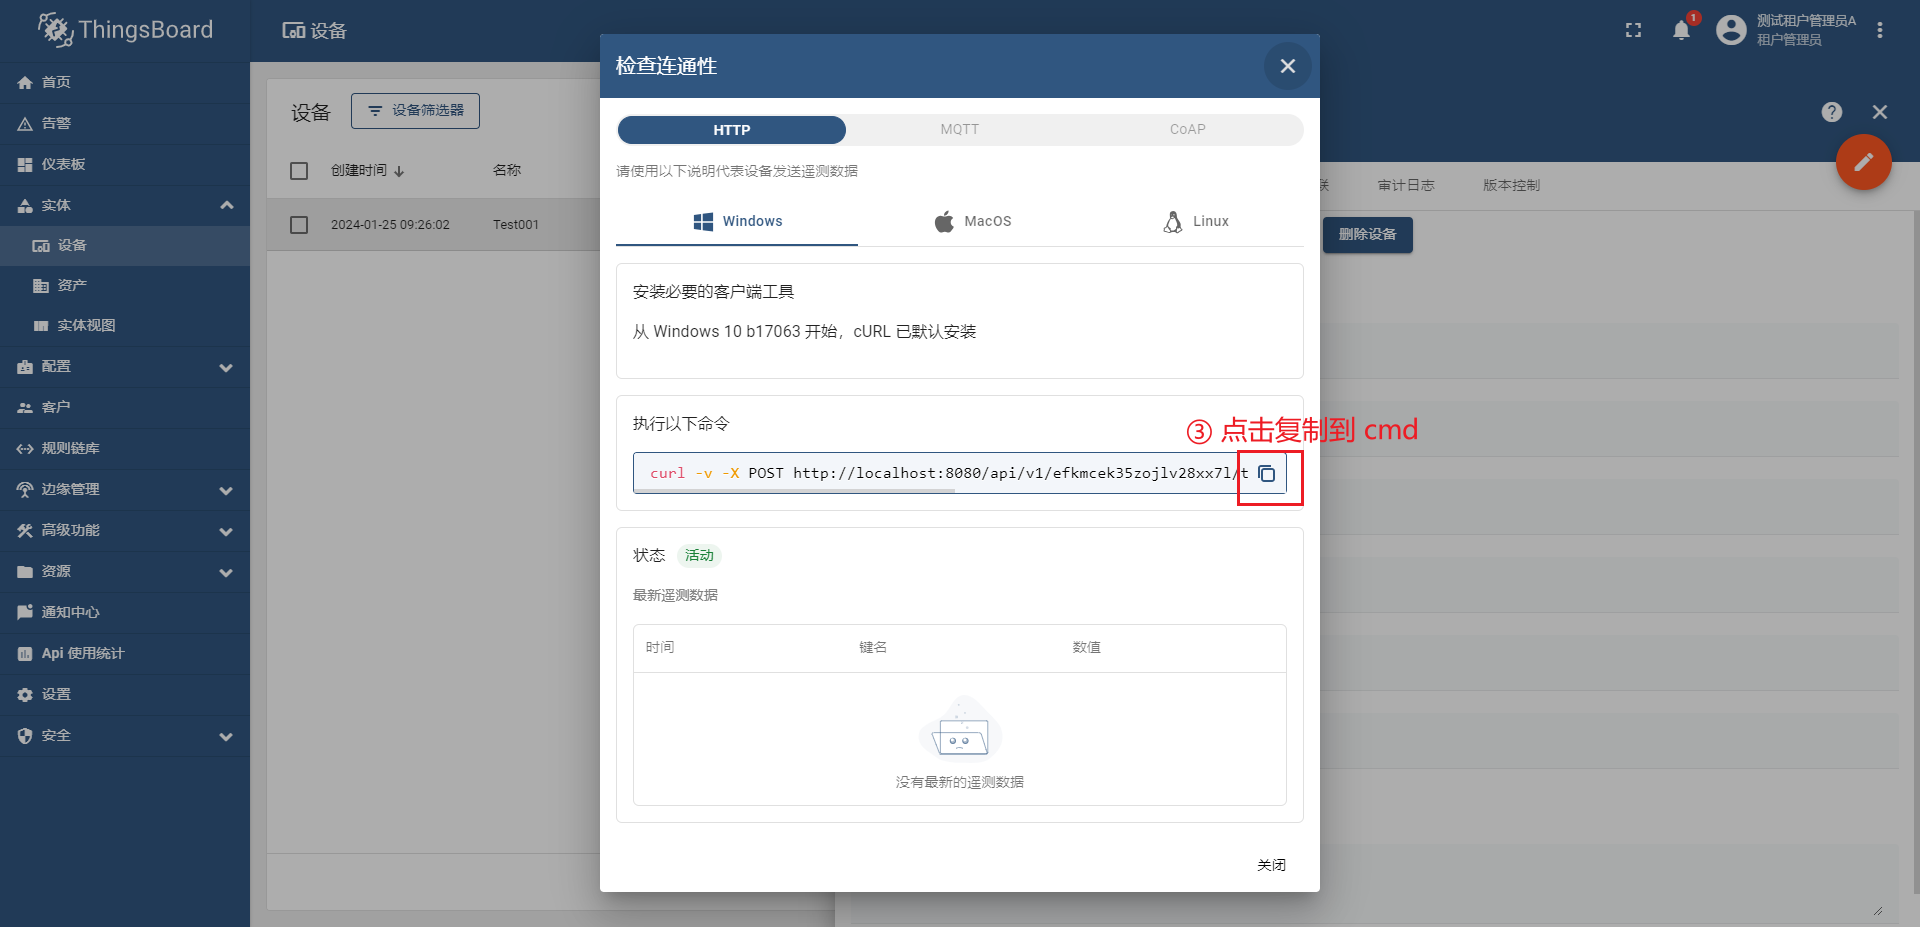 ThingsBoard
首页
告警
仪表板
实体
设备
资产
实体视图
配置
客户
规则链库
边缘管理
高级功能
资源
通知中心
Api 使用统计
设置
安全
设备
1
测试租户管理员A
租户管理员
设备
设备筛选器
创建时间
名称
2024-01-25 09:26:02
Test001
联
审计日志
版本控制
删除设备
检查连通性
HTTP
MQTT
CoAP
请使用以下说明代表设备发送遥测数据
Windows
MacOS
Linux
安装必要的客户端工具
从 Windows 10 b17063 开始，cURL 已默认安装
执行以下命令
③ 点击复制到 cmd
curl -v -X POST http://localhost:8080/api/v1/efkmcek35zojlv28xx7l/t
状态
活动
最新遥测数据
时间
键名
数值
没有最新的遥测数据
关闭